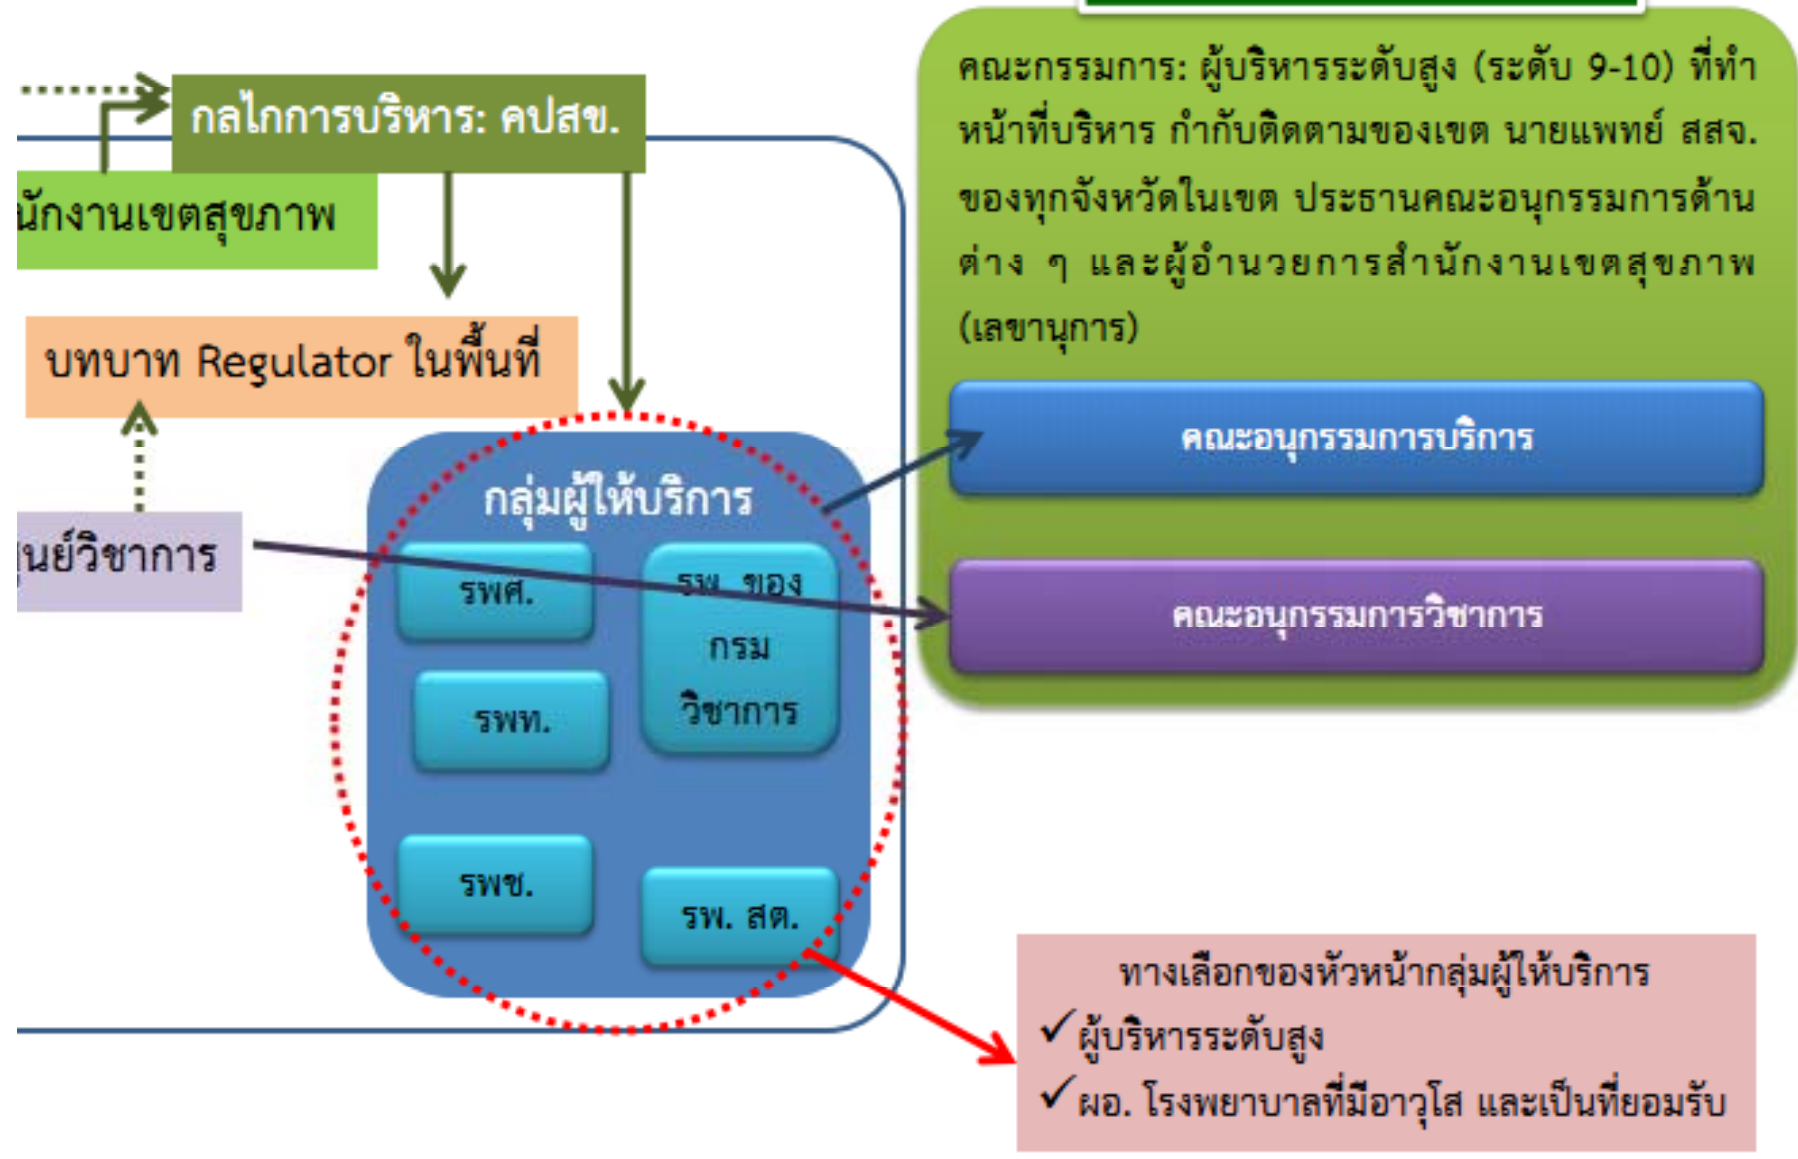 กลไกการบริหาร: คปสข.
นักงานเขตสุขภาพ
บทบาท Regulator ในพื้นที่
นย์วิชาการ
กลุ่มผู้ให้บริการ
รพศ.
รพ ของ
กรม
วิชาการ
รพท.
รพช.
รพ. สต.
คณะกรรมการ: ผู้บริหารระดับสูง (ระดับ 9-10) ที่ทำ
หน้าที่บริหาร กำกับติดตามของเขต นายแพทย์ สสจ.
ของทุกจังหวัดในเขต ประธานคณะอนุกรรมการด้าน
ต่าง ๆ และผู้อำนวยการสำนักงานเขตสุขภาพ
(เลขานุการ)
คณะอนุกรรมการบริการ
คณะอนุกรรมการวิชาการ
ทางเลือกของหัวหน้ากลุ่มผู้ให้บริการ
✓ผู้บริหารระดับสูง
✓ผอ. โรงพยาบาลที่มีอาวุโส และเป็นที่ยอมรับ